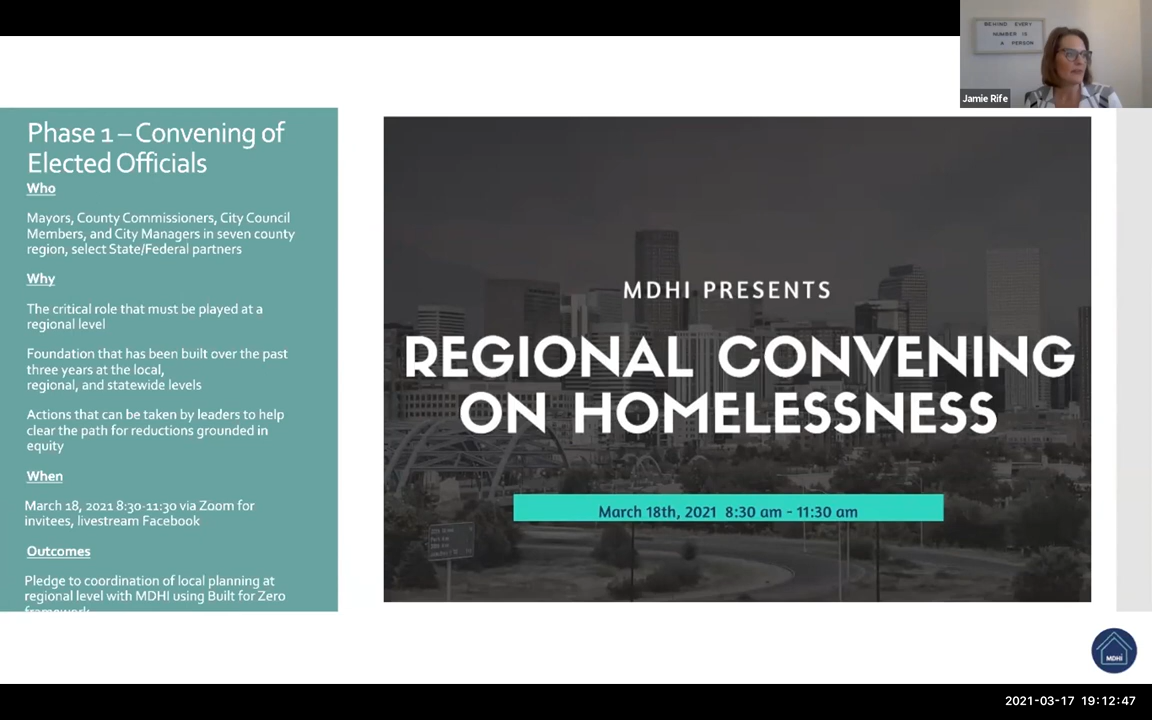 BEHIND EVERY
NUMBER IS
A PERSON
Jamie Rife
Phase 1 – Convening of
Elected Officials
Who
Mayors, County Commissioners, City Council
Members, and City Managers in seven county
region, select State/Federal partners
Why
The critical role that must be played at a
regional level
Foundation that has been built over the past
three years at the local,
regional, and statewide levels
Actions that can be taken by leaders to help
clear the path for reductions grounded in
equity
When
March 18, 2021 8:30-11:30 via Zoom for
invitees, livestream Facebook
Outcomes
Pledge to coordination of local planning at
regional level with MDHI using Built for Zero
framework
MDHI PRESENTS
REGIONAL CONVENING
ON HOMELESSNESS
March 18th, 2021 8:30 am - 11:30 am
MDHI
2021-03-17 19:12:47